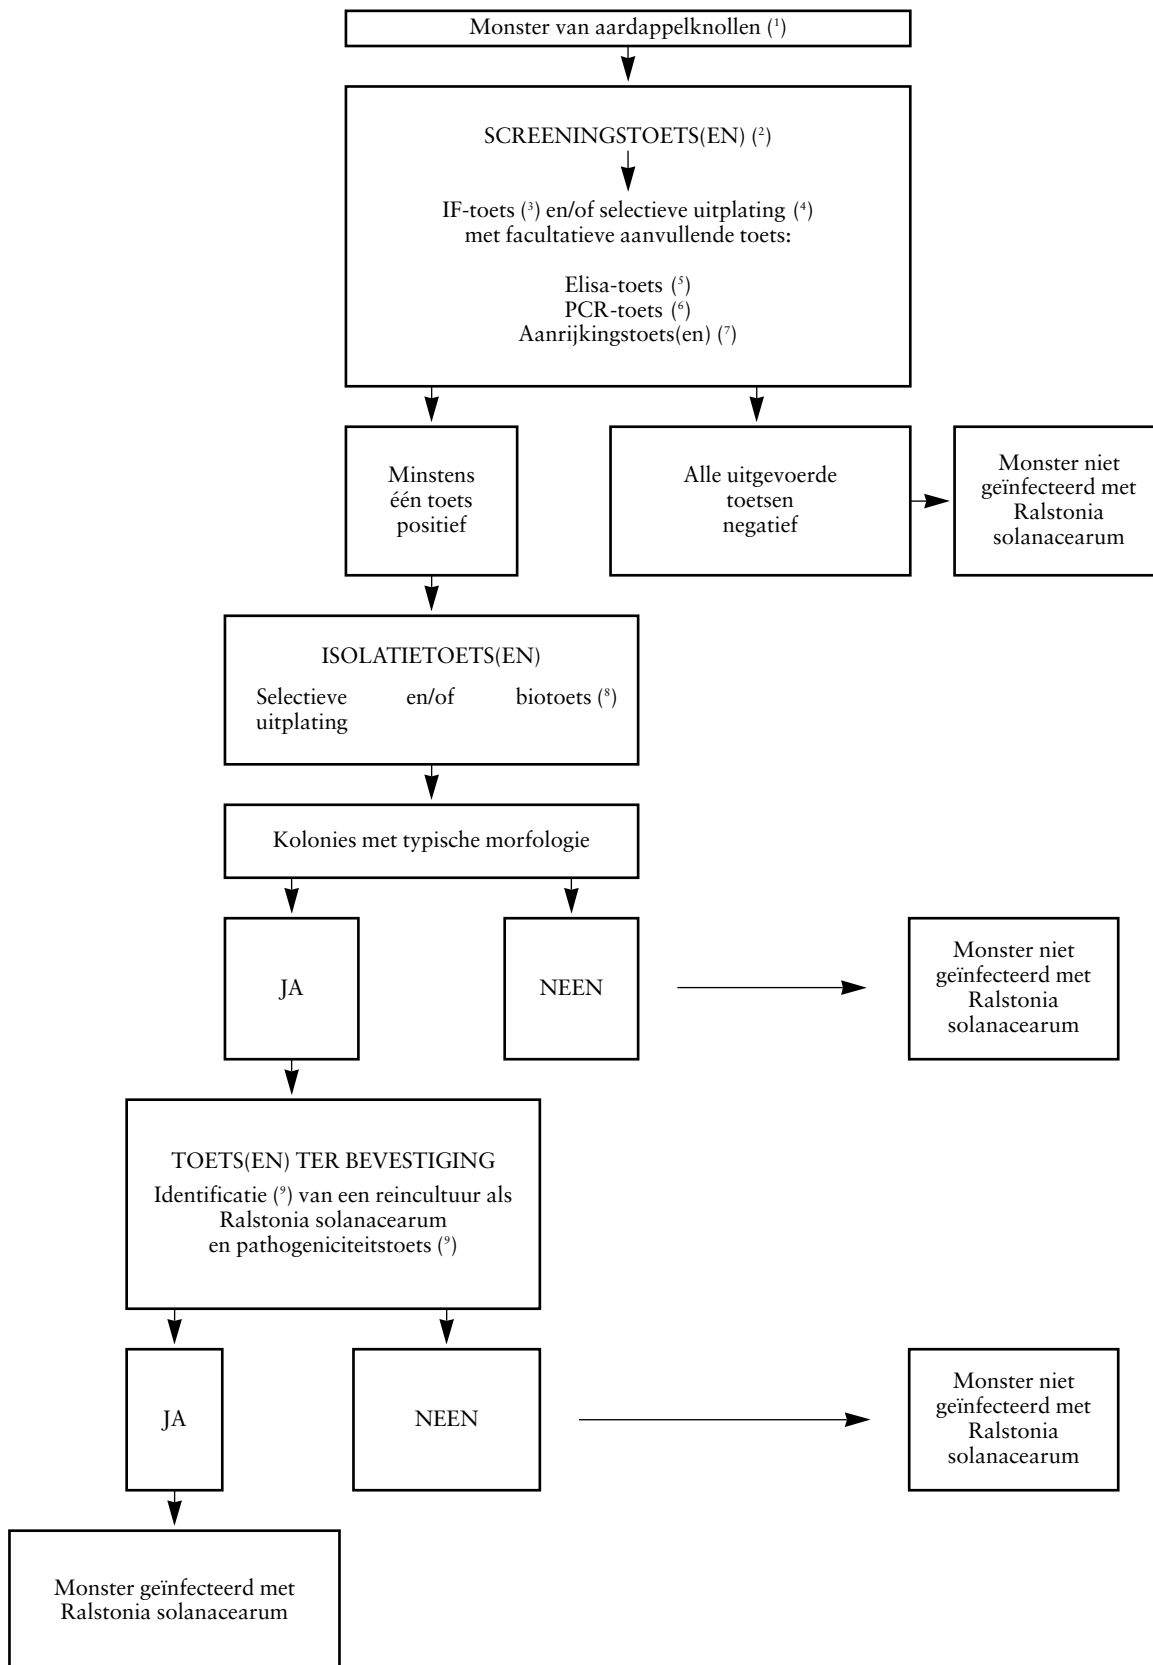 Monster van aardappelknollen (¹)
SCREENINGSTOETS(EN) (²)
IF-toets (³) en/of selectieve uitplating (⁴)
met facultatieve aanvullende toets:
Elisa-toets (⁵)
PCR-toets (⁶)
Aanrijkingstoets(en) (⁷)
Minstens
één toets
positief
Alle uitgevoerde
toetsen
negatief
Monster niet
geïnfecteerd met
Ralstonia
solanacearum
ISOLATIETOETS(EN)
Selectieve en/of biotoets (⁸)
uitplating
Kolonies met typische morfologie
JA
NEEN
Monster niet
geïnfecteerd met
Ralstonia
solanacearum
TOETS(EN) TER BEVESTIGING
Identificatie (⁹) van een reincultuur als
Ralstonia solanacearum
en pathogeniciteitstoets (⁹)
JA
NEEN
Monster niet
geïnfecteerd met
Ralstonia
solanacearum
Monster geïnfecteerd met
Ralstonia solanacearum